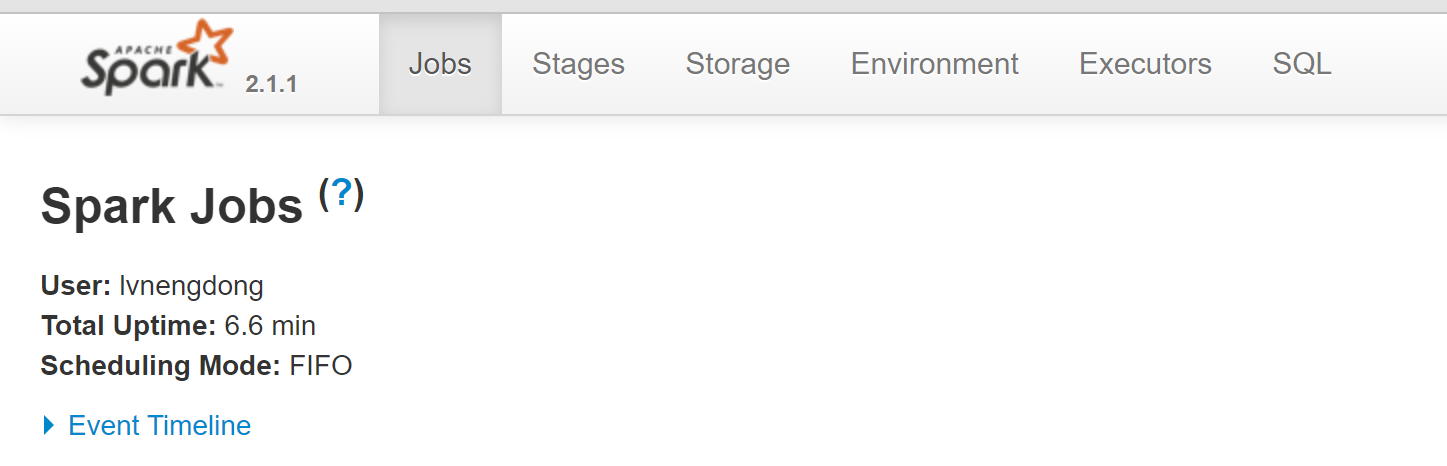 APACHE
Spark™ 2.1.1 Jobs Stages Storage Environment Executors SQL
Spark Jobs (?)
User: lvnengdong
Total Uptime: 6.6 min
Scheduling Mode: FIFO
Event Timeline